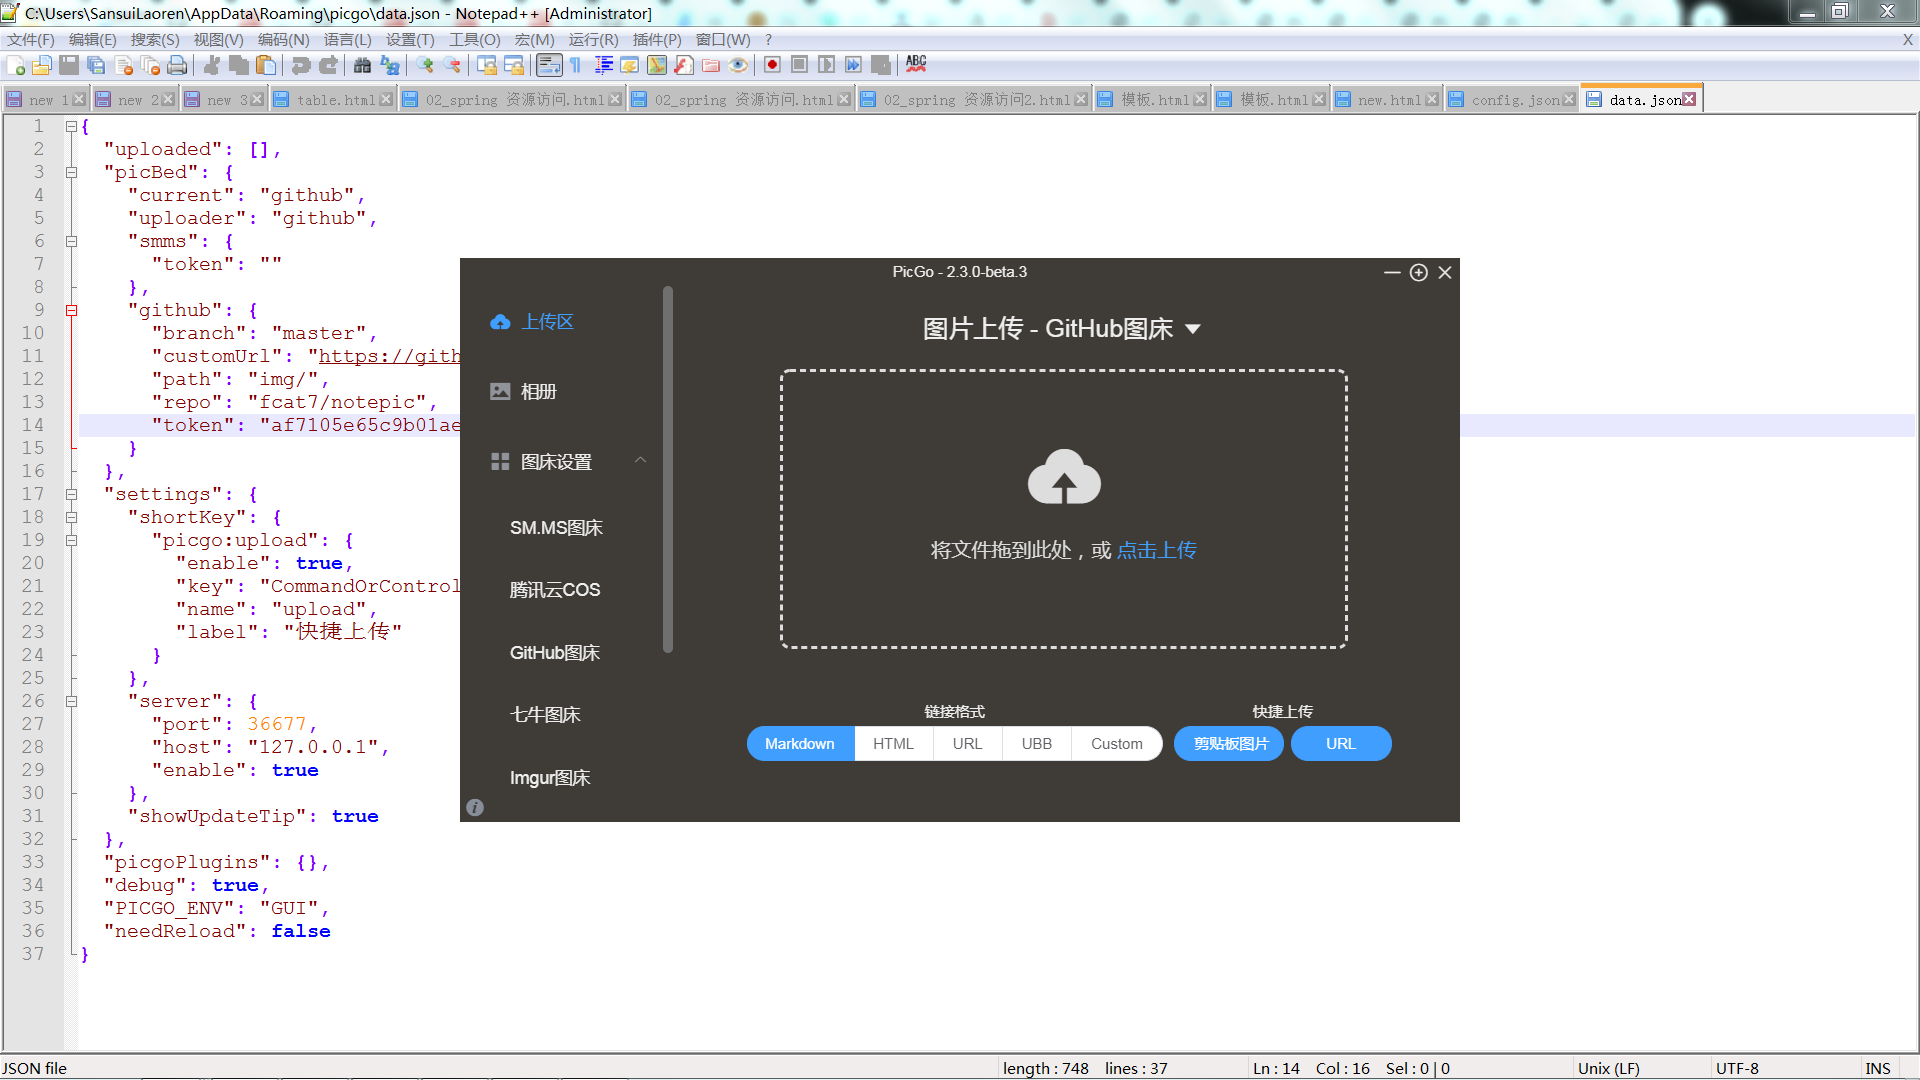 C:\Users\SansuiLaoren\AppData\Roaming\picgo\data.json - Notepad++ [Administrator]
文件(F) 编辑(E) 搜索(S) 视图(V) 编码(N) 语言(L) 设置(T) 工具(O) 宏(M) 运行(R) 插件(P) 窗口(W) ? X
new 1 new 2 new 3 table.html 02_spring 资源访问.html 02_spring 资源访问.html 02_spring 资源访问2.html 模板.html 模板.html new.html config.json data.json
1 {
2 "uploaded": [],
3 "picBed": {
4 "current": "github",
5 "uploader": "github",
6 "smms": {
7 "token": ""
8 },
9 "github": {
10 "branch": "master",
11 "customUrl": "https://gith
12 "path": "img/",
13 "repo": "fcat7/notepic",
14 "token": "af7105e65c9b01ae
15 }
16 },
17 "settings": {
18 "shortKey": {
19 "picgo:upload": {
20 "enable": true,
21 "key": "CommandOrControl
22 "name": "upload",
23 "label": "快捷上传"
24 }
25 },
26 "server": {
27 "port": 36677,
28 "host": "127.0.0.1",
29 "enable": true
30 },
31 "showUpdateTip": true
32 },
33 "picgoPlugins": {},
34 "debug": true,
35 "PICGO_ENV": "GUI",
36 "needReload": false
37 }
PicGo - 2.3.0-beta.3
上传区
相册
图床设置
SM.MS图床
腾讯云COS
GitHub图床
七牛图床
Imgur图床
图片上传 - GitHub图床
将文件拖到此处，或 点击上传
链接格式 快捷上传
Markdown HTML URL UBB Custom 剪贴板图片 URL
JSON file length : 748 lines : 37 Ln : 14 Col : 16 Sel : 0 | 0 Unix (LF) UTF-8 INS